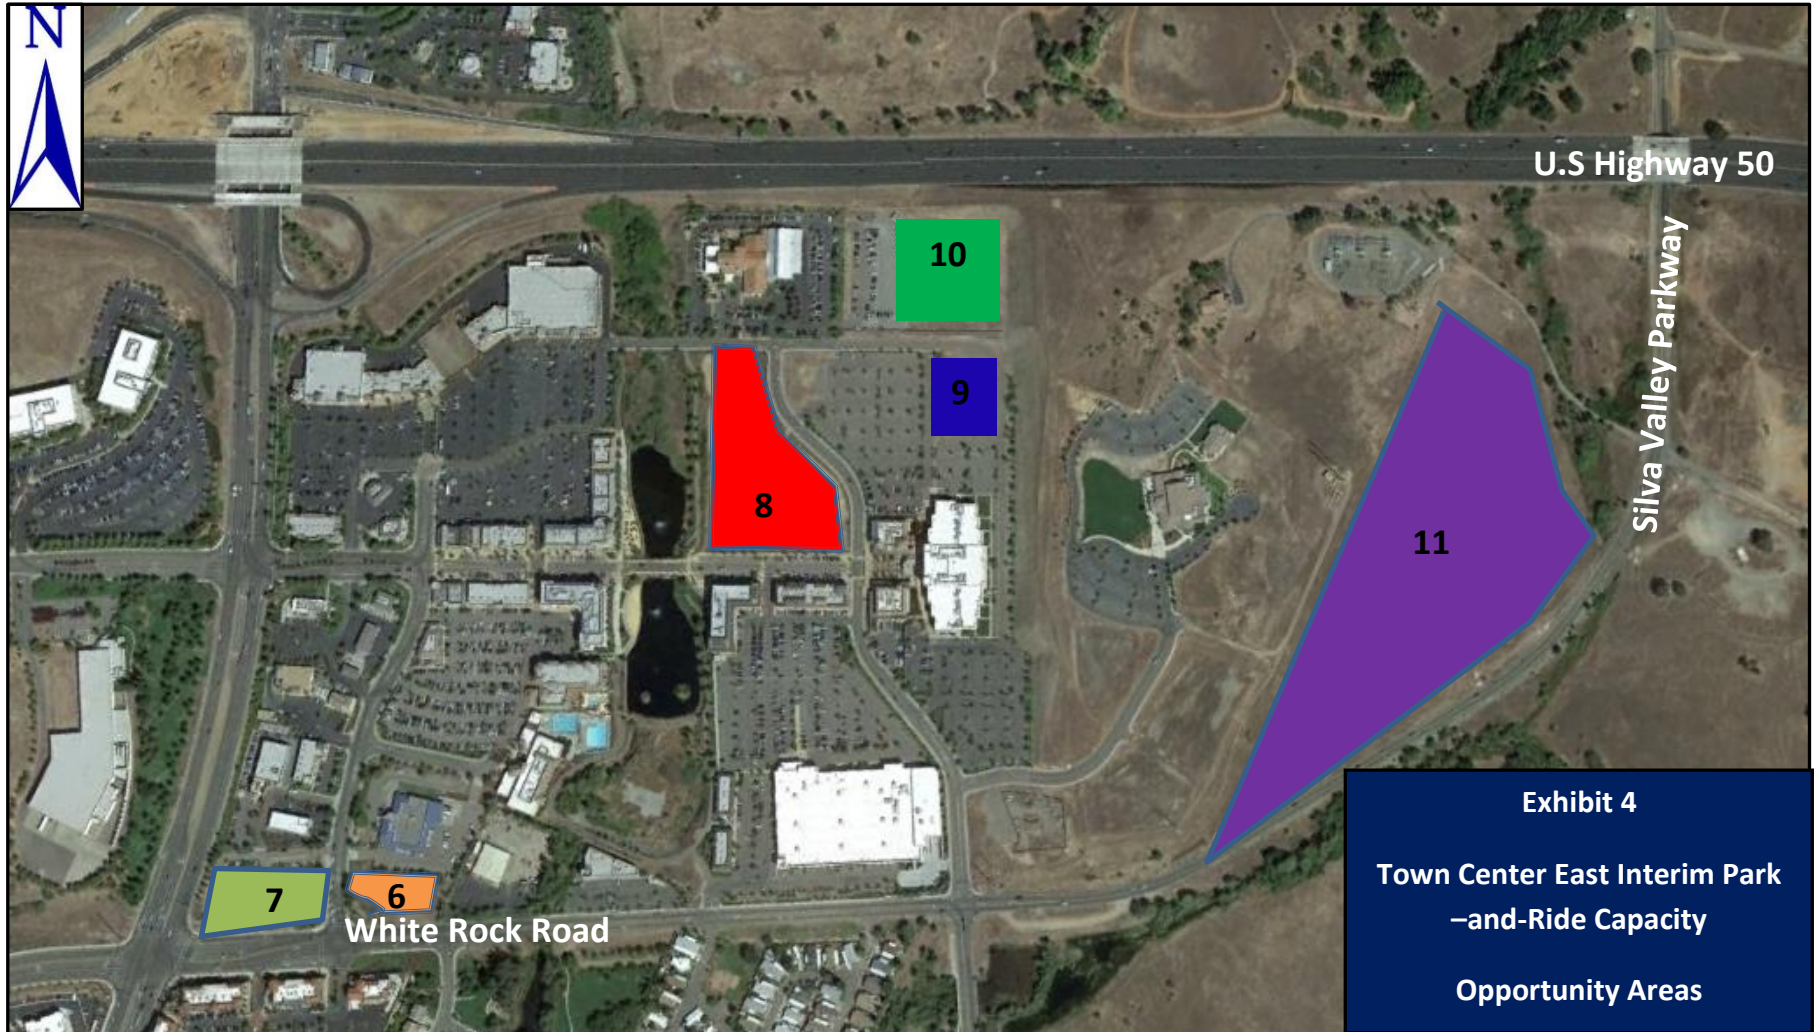 N
U.S Highway 50
Silva Valley Parkway
10
9
8
11
7
6
White Rock Road
Exhibit 4
Town Center East Interim Park
–and-Ride Capacity
Opportunity Areas